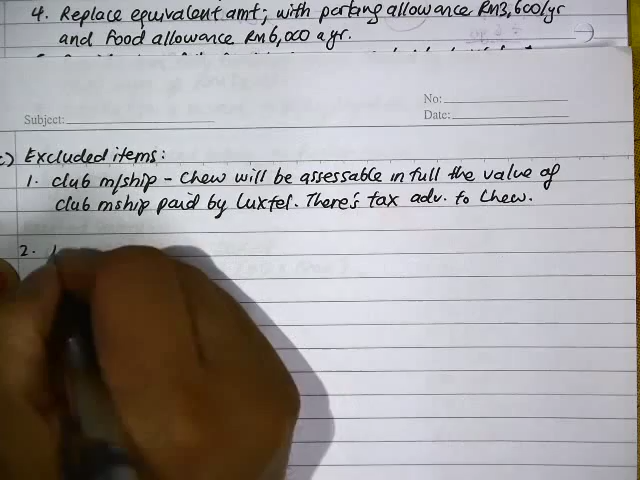 4. Replace equivalent amt; with parking allowance RM3,600/yr
and food allowance RM6,000 a yr.
No:
Subject:
Date:
c) Excluded items:
1. club m/ship - Chew will be assessable in full the value of
club mship paid by Luxtel. There's tax adv. to Chew.
2.